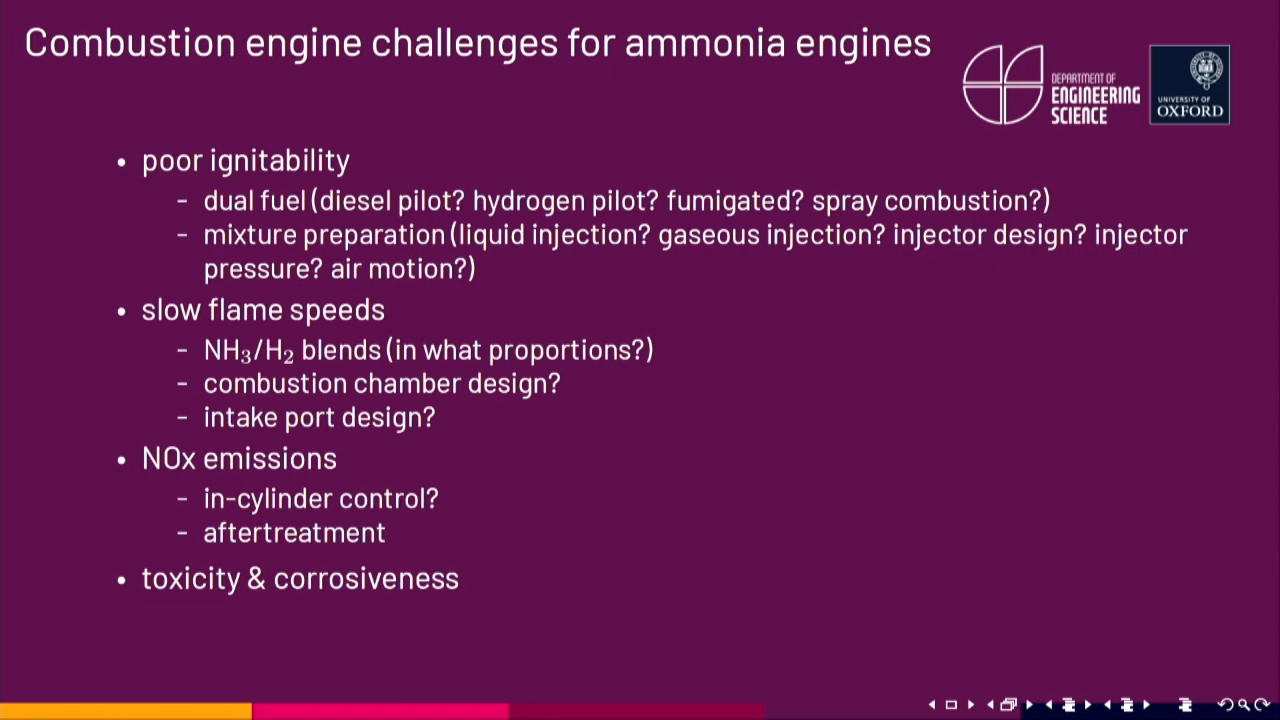 Combustion engine challenges for ammonia engines
DEPARTMENT OF
ENGINEERING
SCIENCE
UNIVERSITY OF
OXFORD
• poor ignitability
– dual fuel (diesel pilot? hydrogen pilot? fumigated? spray combustion?)
– mixture preparation (liquid injection? gaseous injection? injector design? injector
pressure? air motion?)
• slow flame speeds
– NH₃/H₂ blends (in what proportions?)
– combustion chamber design?
– intake port design?
• NOx emissions
– in-cylinder control?
– aftertreatment
• toxicity & corrosiveness